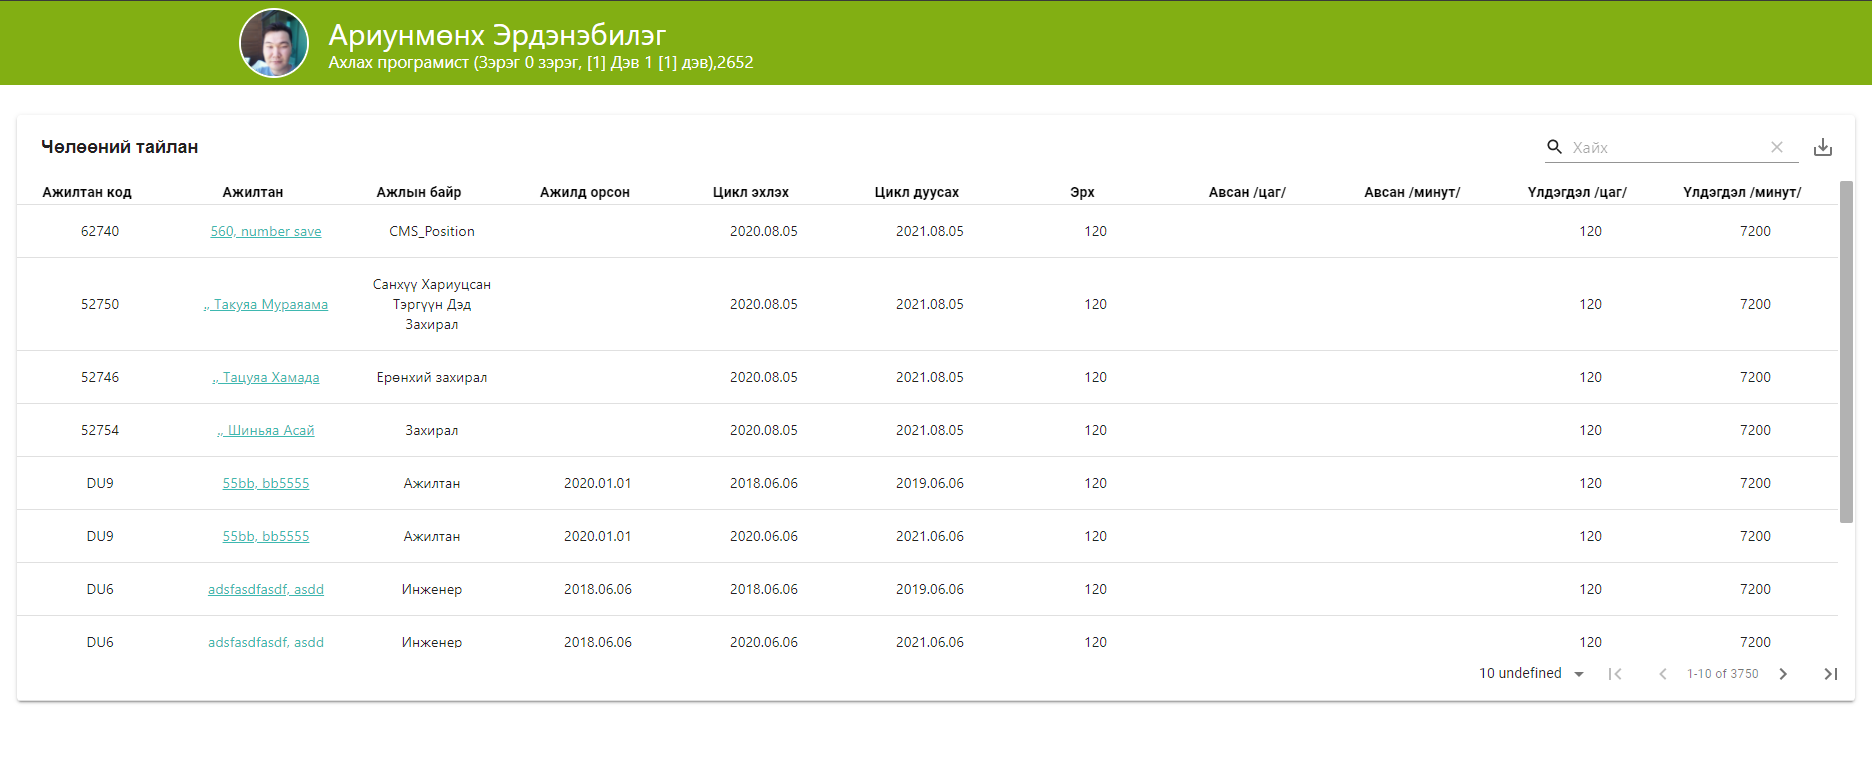 Ариунмөнх Эрдэнэбилэг
Ахлах програмист (Зэрэг 0 зэрэг, [1] Дэв 1 [1] дэв),2652
Чөлөөний тайлан
Хайх
Ажилтан код Ажилтан Ажлын байр Ажилд орсон Цикл эхлэх Цикл дуусах Эрх Авсан /цаг/ Авсан /минут/ Үлдэгдэл /цаг/ Үлдэгдэл /минут/
62740 560, number save CMS_Position 2020.08.05 2021.08.05 120 120 7200
52750 ., Такуяа Мураяама Санхүү Хариуцсан 2020.08.05 2021.08.05 120 120 7200
Тэргүүн Дэд
Захирал
52746 ., Тацуяа Хамада Ерөнхий захирал 2020.08.05 2021.08.05 120 120 7200
52754 ., Шиньяа Асай Захирал 2020.08.05 2021.08.05 120 120 7200
DU9 55bb, bb5555 Ажилтан 2020.01.01 2018.06.06 2019.06.06 120 120 7200
DU9 55bb, bb5555 Ажилтан 2020.01.01 2020.06.06 2021.06.06 120 120 7200
DU6 adsfasdfasdf, asdd Инженер 2018.06.06 2018.06.06 2019.06.06 120 120 7200
DU6 adsfasdfasdf, asdd Инженер 2018.06.06 2020.06.06 2021.06.06 120 120 7200
10 undefined 1-10 of 3750